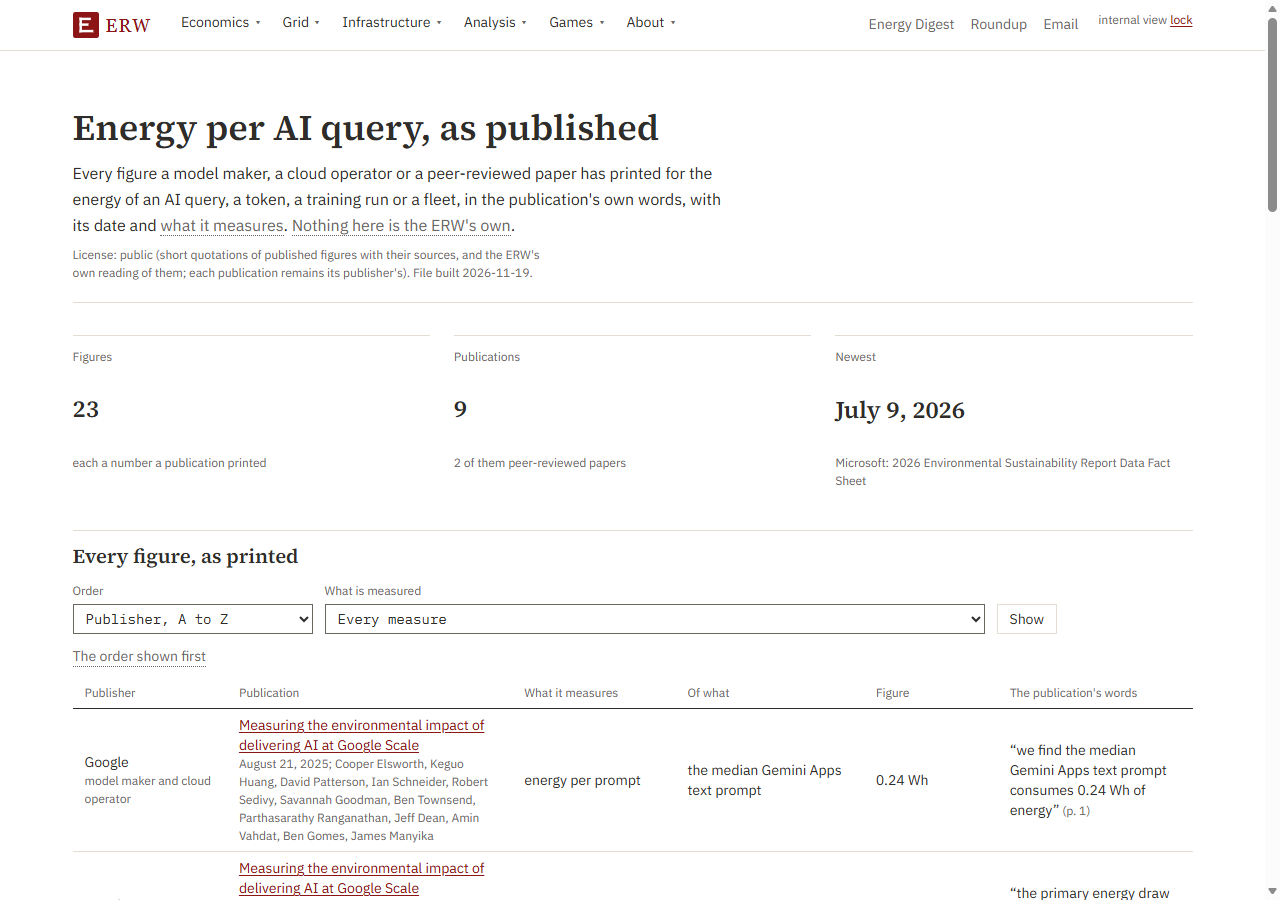 E ERW
Economics
Grid
Infrastructure
Analysis
Games
About
Energy Digest
Roundup
Email
internal view lock
Energy per AI query, as published
Every figure a model maker, a cloud operator or a peer-reviewed paper has printed for the
energy of an AI query, a token, a training run or a fleet, in the publication's own words, with
its date and what it measures. Nothing here is the ERW's own.
License: public (short quotations of published figures with their sources, and the ERW's
own reading of them; each publication remains its publisher's). File built 2026-11-19.
Figures
23
each a number a publication printed
Publications
9
2 of them peer-reviewed papers
Newest
July 9, 2026
Microsoft: 2026 Environmental Sustainability Report Data Fact
Sheet
Every figure, as printed
Order
Publisher, A to Z
What is measured
Every measure
Show
The order shown first
Publisher
Publication
What it measures
Of what
Figure
The publication's words
Google
model maker and cloud
operator
Measuring the environmental impact of
delivering AI at Google Scale
August 21, 2025; Cooper Elsworth, Keguo
Huang, David Patterson, Ian Schneider, Robert
Sedivy, Savannah Goodman, Ben Townsend,
Parthasarathy Ranganathan, Jeff Dean, Amin
Vahdat, Ben Gomes, James Manyika
energy per prompt
the median Gemini Apps
text prompt
0.24 Wh
“we find the median
Gemini Apps text prompt
consumes 0.24 Wh of
energy” (p. 1)
Measuring the environmental impact of
delivering AI at Google Scale
“the primary energy draw